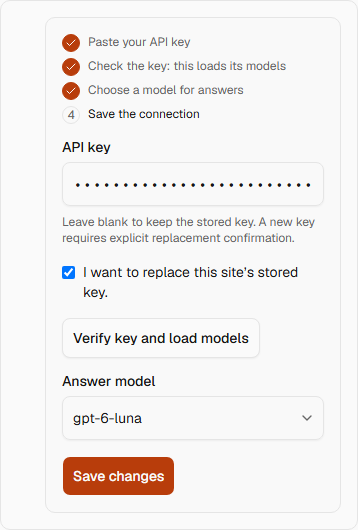 Paste your API key
Check the key: this loads its models
Choose a model for answers
4 Save the connection
API key
••••••••••••••••••••••••
Leave blank to keep the stored key. A new key
requires explicit replacement confirmation.
I want to replace this site's stored
key.
Verify key and load models
Answer model
gpt-6-luna
Save changes